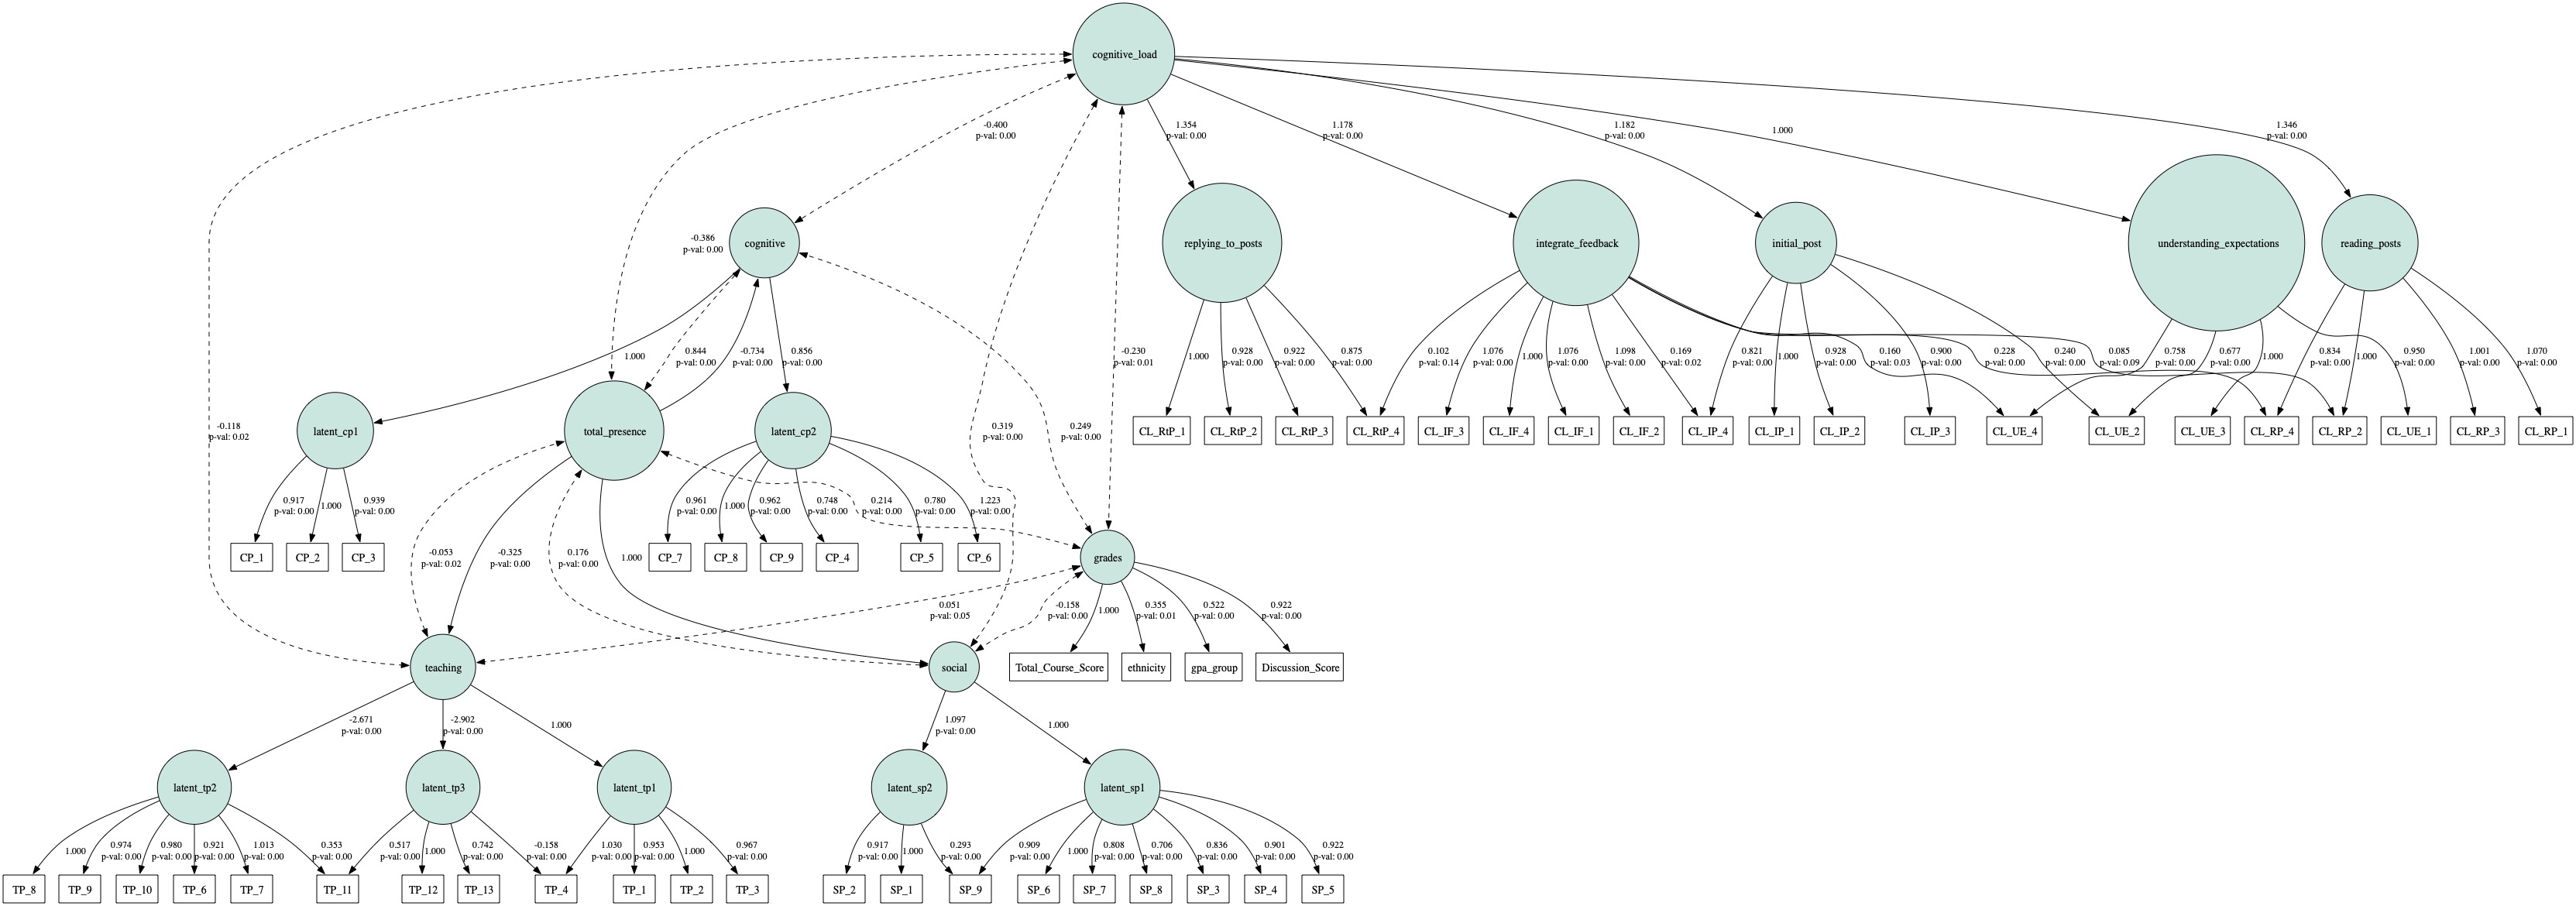 cognitive_load
-0.400
p-val: 0.00
1.354
p-val: 0.00
1.178
p-val: 0.00
1.182
p-val: 0.00
1.000
1.346
p-val: 0.00
cognitive
replying_to_posts
integrate_feedback
initial_post
understanding_expectations
reading_posts
-0.386
p-val: 0.00
1.000
0.844
p-val: 0.00
-0.734
p-val: 0.00
0.856
p-val: 0.00
-0.230
p-val: 0.01
1.000
0.928
p-val: 0.00
0.922
p-val: 0.00
0.875
p-val: 0.00
0.102
p-val: 0.14
1.076
p-val: 0.00
1.000
1.076
p-val: 0.00
1.098
p-val: 0.00
0.169
p-val: 0.02
0.821
p-val: 0.00
1.000
0.928
p-val: 0.00
0.900
p-val: 0.00
0.160
p-val: 0.03
0.228
p-val: 0.00
0.240
p-val: 0.00
0.085
p-val: 0.09
0.758
p-val: 0.00
0.677
p-val: 0.00
1.000
0.834
p-val: 0.00
1.000
0.950
p-val: 0.00
1.001
p-val: 0.00
1.070
p-val: 0.00
-0.118
p-val: 0.02
latent_cp1
total_presence
latent_cp2
0.319
p-val: 0.00
0.249
p-val: 0.00
CL_RtP_1
CL_RtP_2
CL_RtP_3
CL_RtP_4
CL_IF_3
CL_IF_4
CL_IF_1
CL_IF_2
CL_IP_4
CL_IP_1
CL_IP_2
CL_IP_3
CL_UE_4
CL_UE_2
CL_UE_3
CL_RP_4
CL_RP_2
CL_UE_1
CL_RP_3
CL_RP_1
0.917
p-val: 0.00
1.000
0.939
p-val: 0.00
0.961
p-val: 0.00
1.000
0.962
p-val: 0.00
0.748
p-val: 0.00
0.214
p-val: 0.00
0.780
p-val: 0.00
1.223
p-val: 0.00
CP_1
CP_2
CP_3
-0.053
p-val: 0.02
-0.325
p-val: 0.00
0.176
p-val: 0.00
1.000
CP_7
CP_8
CP_9
CP_4
CP_5
CP_6
grades
0.051
p-val: 0.05
-0.158
p-val: 0.00
1.000
0.355
p-val: 0.01
0.522
p-val: 0.00
0.922
p-val: 0.00
teaching
social
Total_Course_Score
ethnicity
gpa_group
Discussion_Score
-2.671
p-val: 0.00
-2.902
p-val: 0.00
1.000
1.097
p-val: 0.00
1.000
latent_tp2
latent_tp3
latent_tp1
latent_sp2
latent_sp1
1.000
0.974
p-val: 0.00
0.980
p-val: 0.00
0.921
p-val: 0.00
1.013
p-val: 0.00
0.353
p-val: 0.00
0.517
p-val: 0.00
1.000
0.742
p-val: 0.00
-0.158
p-val: 0.00
1.030
p-val: 0.00
0.953
p-val: 0.00
1.000
0.967
p-val: 0.00
0.917
p-val: 0.00
1.000
0.293
p-val: 0.00
0.909
p-val: 0.00
1.000
0.808
p-val: 0.00
0.706
p-val: 0.00
0.836
p-val: 0.00
0.901
p-val: 0.00
0.922
p-val: 0.00
TP_8
TP_9
TP_10
TP_6
TP_7
TP_11
TP_12
TP_13
TP_4
TP_1
TP_2
TP_3
SP_2
SP_1
SP_9
SP_6
SP_7
SP_8
SP_3
SP_4
SP_5